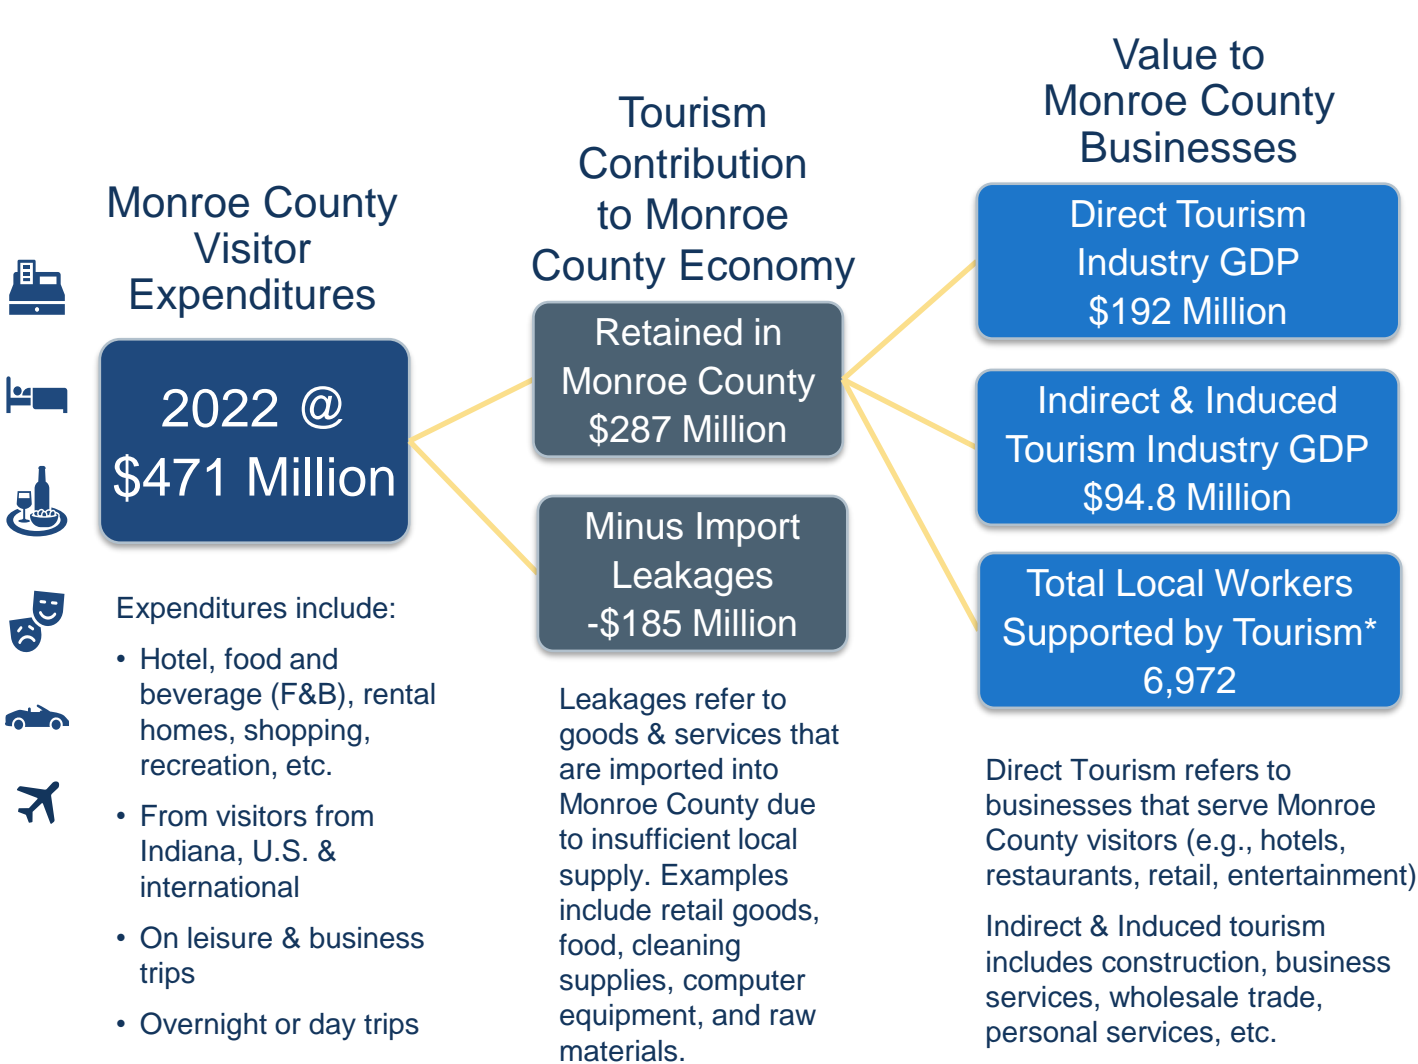 Monroe County
Visitor
Expenditures
2022 @
$471 Million
Expenditures include:
• Hotel, food and
beverage (F&B), rental
homes, shopping,
recreation, etc.
• From visitors from
Indiana, U.S. &
international
• On leisure & business
trips
• Overnight or day trips
Tourism
Contribution
to Monroe
County Economy
Retained in
Monroe County
$287 Million
Minus Import
Leakages
-$185 Million
Leakages refer to
goods & services that
are imported into
Monroe County due
to insufficient local
supply. Examples
include retail goods,
food, cleaning
supplies, computer
equipment, and raw
materials.
Value to
Monroe County
Businesses
Direct Tourism
Industry GDP
$192 Million
Indirect & Induced
Tourism Industry GDP
$94.8 Million
Total Local Workers
Supported by Tourism*
6,972
Direct Tourism refers to
businesses that serve Monroe
County visitors (e.g., hotels,
restaurants, retail, entertainment)
Indirect & Induced tourism
includes construction, business
services, wholesale trade,
personal services, etc.